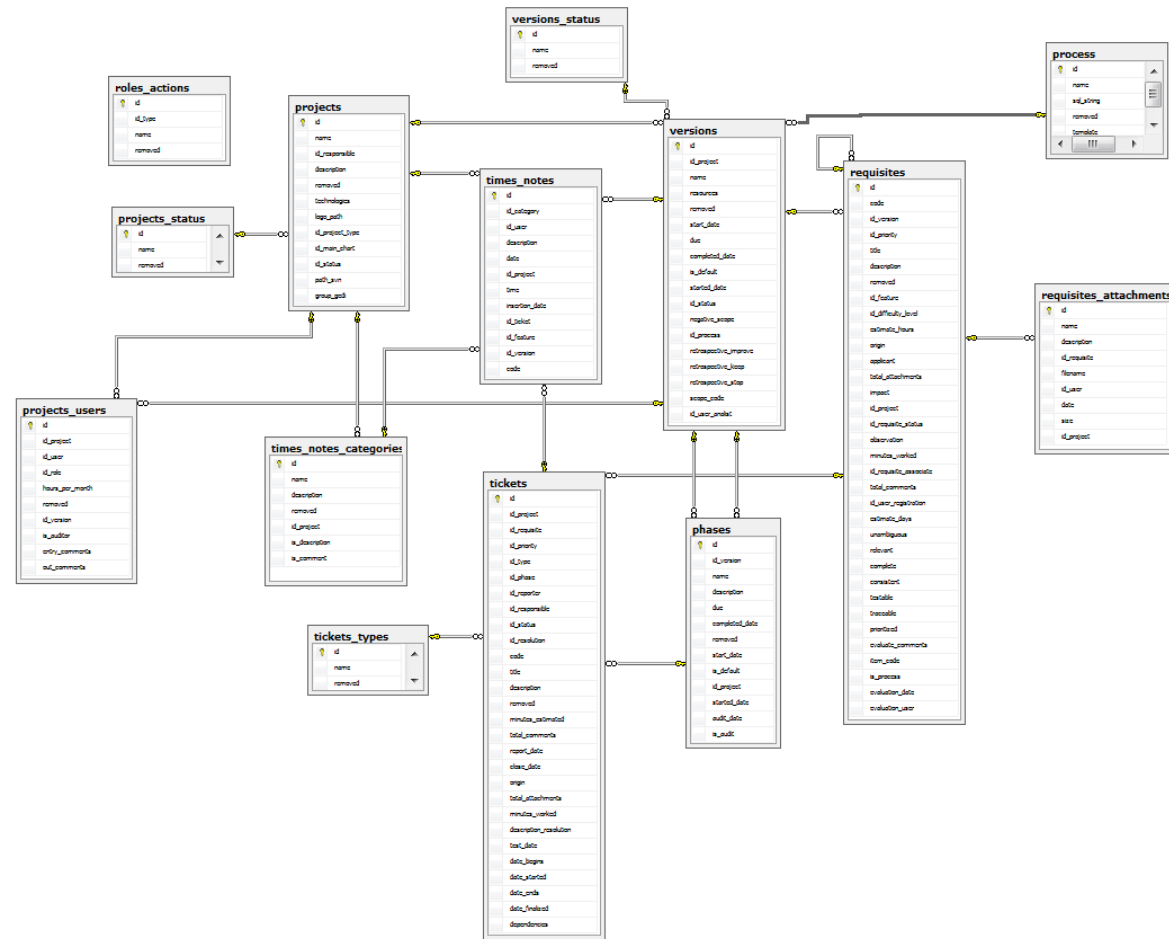 versions_status
id
name
removed
process
id
name
sql_string
removed
template
roles_actions
id
id_type
name
removed
projects
id
name
id_responsible
description
removed
technologies
logo_path
id_project_type
id_main_chart
id_status
path_svn
group_gedi
versions
id
id_project
name
resources
removed
start_date
due
completed_date
is_default
started_date
id_status
negative_scope
id_process
retrospective_improve
retrospective_keep
retrospective_stop
scope_code
id_user_analist
requisites
id
code
id_version
id_priority
title
description
removed
id_feature
id_difficulty_level
estimate_hours
origin
applicant
total_attachments
impact
id_project
id_requisite_status
observation
minutes_worked
id_requisite_associate
total_comments
id_user_registration
estimate_days
unambiguous
relevant
complete
consistent
testable
traceable
prioritized
evaluate_comments
item_code
is_process
evaluation_date
evaluation_user
times_notes
id
id_category
id_user
description
date
id_project
time
insertion_date
id_ticket
id_feature
id_version
code
projects_status
id
name
removed
requisites_attachments
id
name
description
id_requisite
filename
id_user
date
size
id_project
projects_users
id
id_project
id_user
id_role
hours_per_month
removed
id_version
is_auditor
entry_comments
out_comments
times_notes_categories
id
name
description
removed
id_project
is_description
is_comment
tickets
id
id_project
id_requisite
id_priority
id_type
id_phase
id_reporter
id_responsible
id_status
id_resolution
code
title
description
removed
minutes_estimated
total_comments
report_date
close_date
origin
total_attachments
minutes_worked
description_resolution
test_date
date_begins
date_started
date_ends
date_finalized
dependencies
phases
id
id_version
name
description
due
completed_date
removed
start_date
is_default
id_project
started_date
audit_date
is_audit
tickets_types
id
name
removed